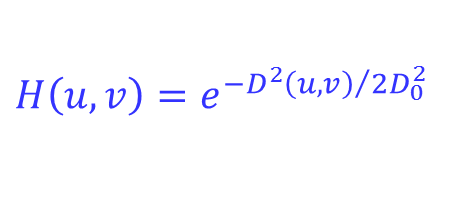 H(u, v) = e^{-D^2(u,v)/2D_0^2}